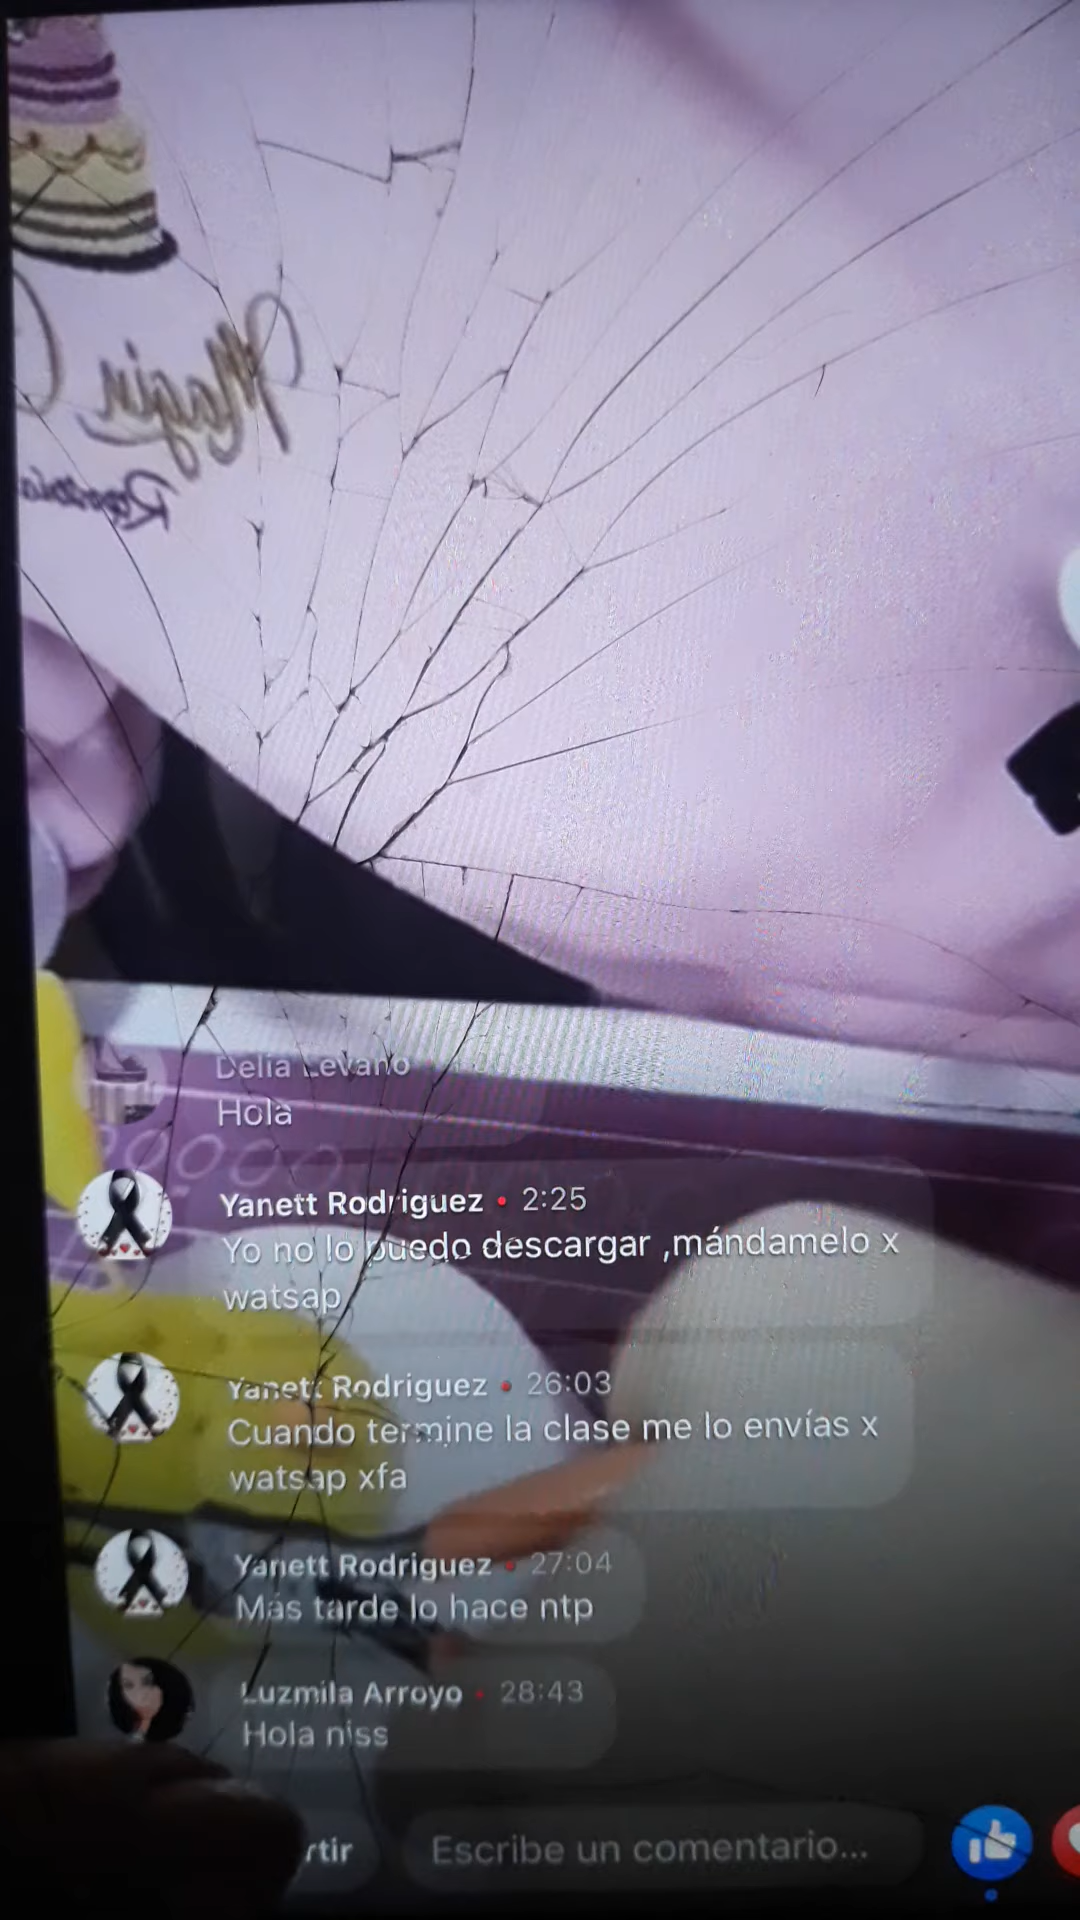 Magia
Delia Levano
Hola
Yanett Rodriguez • 2:25
Yo no lo puedo descargar ,mándamelo x
watsap
Yanett Rodriguez • 26:03
Cuando termine la clase me lo envías x
watsap xfa
Yanett Rodriguez • 27:04
Más tarde lo hace ntp
Luzmila Arroyo • 28:43
Hola niss
rtir
Escribe un comentario...